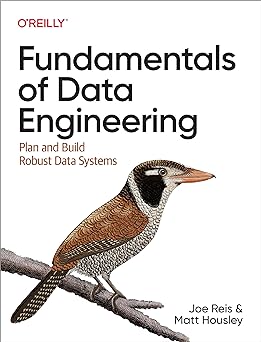 O'REILLY®
Fundamentals
of Data
Engineering
Plan and Build
Robust Data Systems
Joe Reis &
Matt Housley